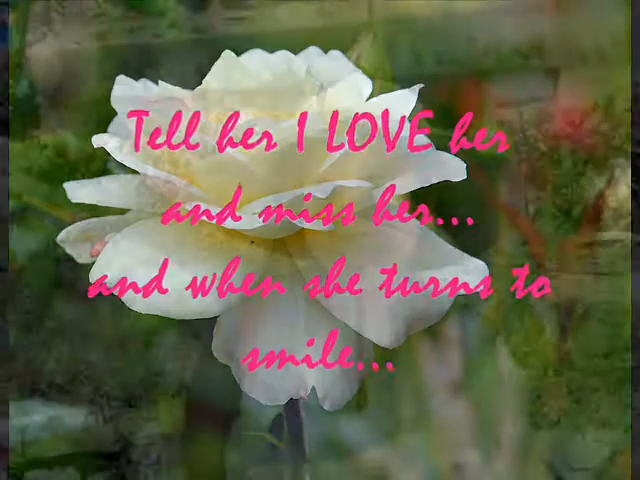 Tell her I LOVE her
and miss her...
and when she turns to
smile...